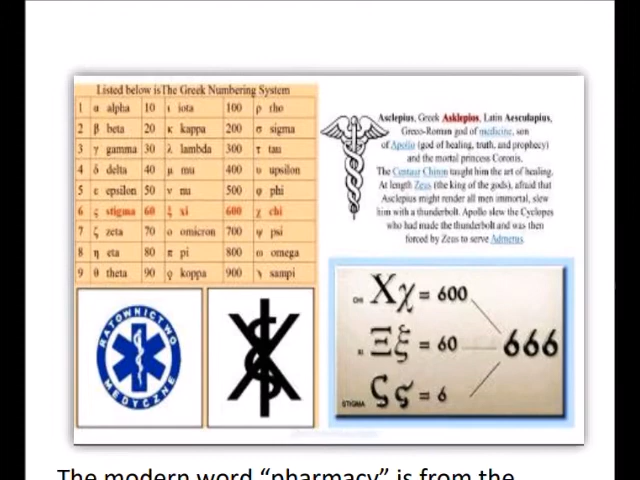 Listed below is The Greek Numbering System
1 α alpha 10 ι iota 100 ρ rho
2 β beta 20 κ kappa 200 σ sigma
3 γ gamma 30 λ lambda 300 τ tau
4 δ delta 40 μ mu 400 υ upsilon
5 ε epsilon 50 ν nu 500 φ phi
6 ς stigma 60 ξ xi 600 χ chi
7 ζ zeta 70 ο omicron 700 ψ psi
8 η eta 80 π pi 800 ω omega
9 θ theta 90 ϙ koppa 900 ϡ sampi
Asclepius, Greek Asklepios, Latin Aesculapius,
Greco-Roman god of medicine, son
of Apollo (god of healing, truth, and prophecy)
and the mortal princess Coronis.
The Centaur Chiron taught him the art of healing.
At length Zeus (the king of the gods), afraid that
Asclepius might render all men immortal, slew
him with a thunderbolt. Apollo slew the Cyclopes
who had made the thunderbolt and was then
forced by Zeus to serve Admetus.
RATOWNICTWO
MEDYCZNE
CHI Χχ = 600
XI Ξξ = 60
STIGMA Ϛϛ = 6
666
The modern word “pharmacy” is from the